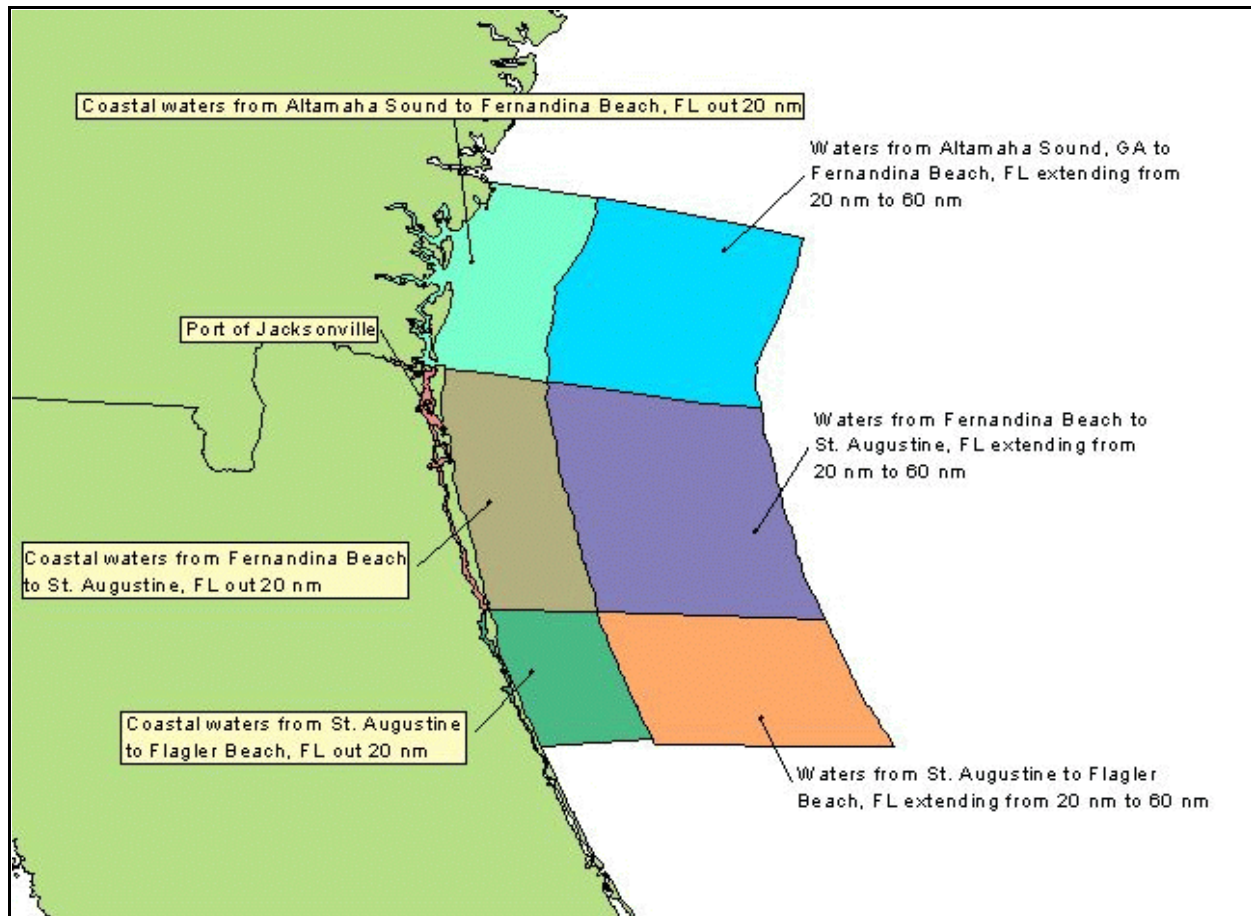 Coastal waters from Altamaha Sound to Fernandina Beach, FL out 20 nm
Waters from Altamaha Sound, GA to
Fernandina Beach, FL extending from
20 nm to 60 nm
Port of Jacksonville
Waters from Fernandina Beach to
St. Augustine, FL extending from
20 nm to 60 nm
Coastal waters from Fernandina Beach
to St. Augustine, FL out 20 nm
Coastal waters from St. Augustine
to Flagler Beach, FL out 20 nm
Waters from St. Augustine to Flagler
Beach, FL extending from 20 nm to 60 nm